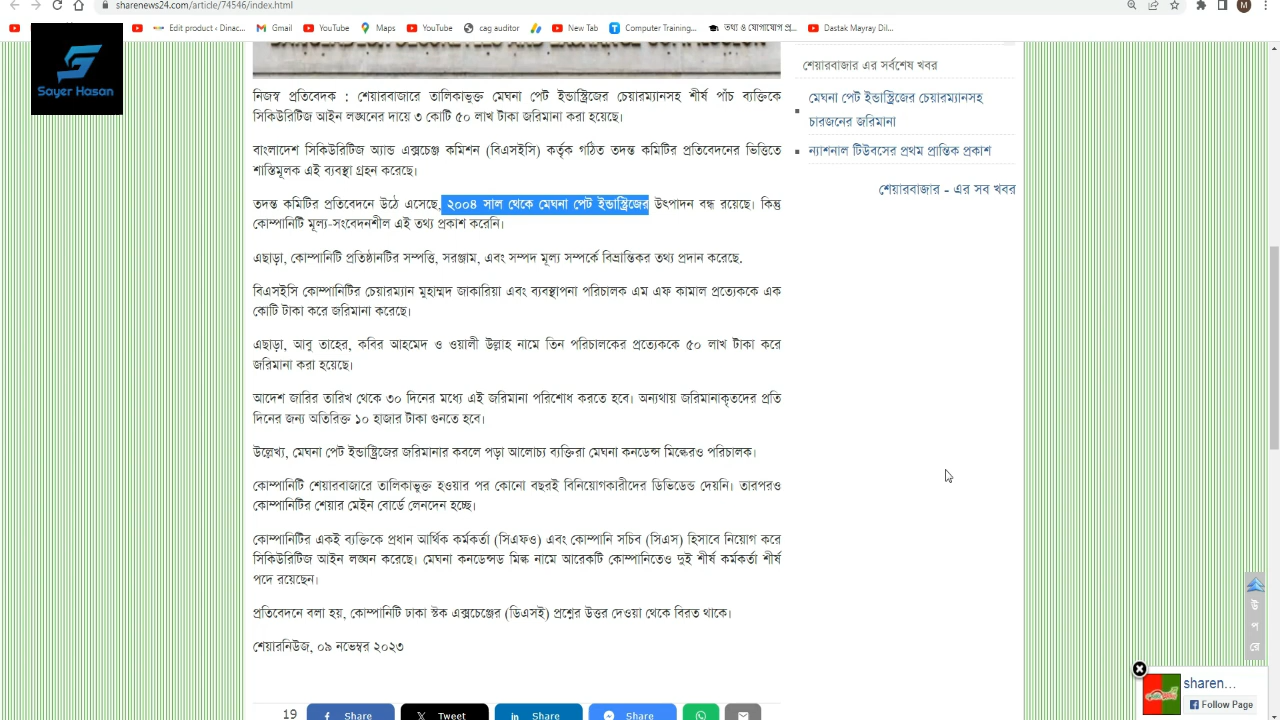 sharenews24.com/article/74546/index.html
M
Edit product ‹ Dinac...
Gmail
YouTube
Maps
YouTube
cag auditor
New Tab
Computer Training...
তথ্য ও যোগাযোগ প্র...
Dastak Mayray Dil...
Sayer Hasan
নিজস্ব প্রতিবেদক : শেয়ারবাজারে তালিকাভুক্ত মেঘনা পেট ইন্ডাস্ট্রিজের চেয়ারম্যানসহ শীর্ষ পাঁচ ব্যক্তিকে
সিকিউরিটিজ আইন লঙ্ঘনের দায়ে ৩ কোটি ৫০ লাখ টাকা জরিমানা করা হয়েছে।
বাংলাদেশ সিকিউরিটিজ অ্যান্ড এক্সচেঞ্জ কমিশন (বিএসইসি) কর্তৃক গঠিত তদন্ত কমিটির প্রতিবেদনের ভিত্তিতে
শাস্তিমূলক এই ব্যবস্থা গ্রহন করেছে।
তদন্ত কমিটির প্রতিবেদনে উঠে এসেছে, ২০০৪ সাল থেকে মেঘনা পেট ইন্ডাস্ট্রিজের উৎপাদন বন্ধ রয়েছে। কিন্তু
কোম্পানিটি মূল্য-সংবেদনশীল এই তথ্য প্রকাশ করেনি।
এছাড়া, কোম্পানিটি প্রতিষ্ঠানটির সম্পত্তি, সরঞ্জাম, এবং সম্পদ মূল্য সম্পর্কে বিভ্রান্তিকর তথ্য প্রদান করেছে.
বিএসইসি কোম্পানিটির চেয়ারম্যান মুহাম্মদ জাকারিয়া এবং ব্যবস্থাপনা পরিচালক এম এফ কামাল প্রত্যেককে এক
কোটি টাকা করে জরিমানা করেছে।
এছাড়া, আবু তাহের, কবির আহমেদ ও ওয়ালী উল্লাহ নামে তিন পরিচালকের প্রত্যেককে ৫০ লাখ টাকা করে
জরিমানা করা হয়েছে।
আদেশ জারির তারিখ থেকে ৩০ দিনের মধ্যে এই জরিমানা পরিশোধ করতে হবে। অন্যথায় জরিমানাকৃতদের প্রতি
দিনের জন্য অতিরিক্ত ১০ হাজার টাকা গুনতে হবে।
উল্লেখ্য, মেঘনা পেট ইন্ডাস্ট্রিজের জরিমানার কবলে পড়া আলোচ্য ব্যক্তিরা মেঘনা কনডেন্স মিল্কেরও পরিচালক।
কোম্পানিটি শেয়ারবাজারে তালিকাভুক্ত হওয়ার পর কোনো বছরই বিনিয়োগকারীদের ডিভিডেন্ড দেয়নি। তারপরও
কোম্পানিটির শেয়ার মেইন বোর্ডে লেনদেন হচ্ছে।
কোম্পানিটির একই ব্যক্তিকে প্রধান আর্থিক কর্মকর্তা (সিএফও) এবং কোম্পানি সচিব (সিএস) হিসাবে নিয়োগ করে
সিকিউরিটিজ আইন লঙ্ঘন করেছে। মেঘনা কনডেন্সড মিল্ক নামে আরেকটি কোম্পানিতেও দুই শীর্ষ কর্মকর্তা শীর্ষ
পদে রয়েছেন।
প্রতিবেদনে বলা হয়, কোম্পানিটি ঢাকা স্টক এক্সচেঞ্জের (ডিএসই) প্রশ্নের উত্তর দেওয়া থেকে বিরত থাকে।
শেয়ারনিউজ, ০৯ নভেম্বর ২০২৩
19
Share
Tweet
Share
Share
শেয়ারবাজার এর সর্বশেষ খবর
মেঘনা পেট ইন্ডাস্ট্রিজের চেয়ারম্যানসহ
চারজনের জরিমানা
ন্যাশনাল টিউবসের প্রথম প্রান্তিক প্রকাশ
শেয়ারবাজার - এর সব খবর
উ
প
রে
sharen...
Follow Page